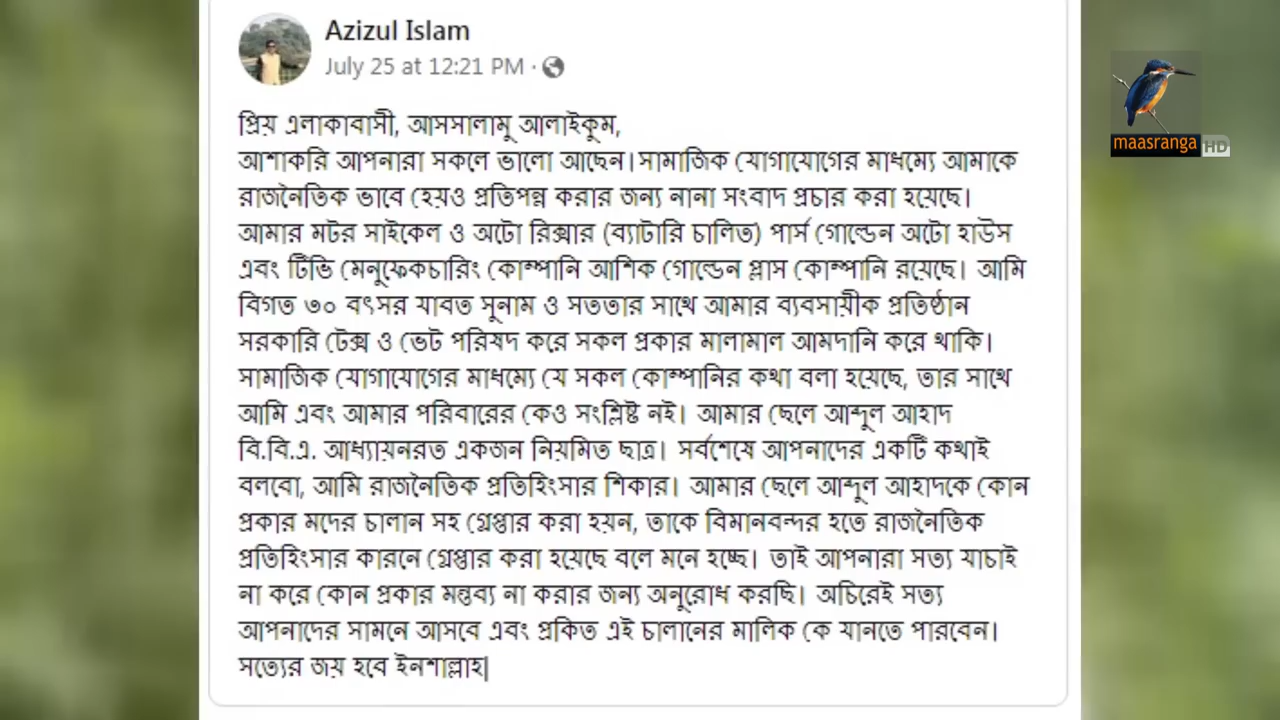 Azizul Islam
July 25 at 12:21 PM ·
প্রিয় এলাকাবাসী, আসসালামু আলাইকুম,
আশাকরি আপনারা সকলে ভালো আছেন।সামাজিক যোগাযোগের মাধম্যে আমাকে
রাজনৈতিক ভাবে হেয়ও প্রতিপন্ন করার জন্য নানা সংবাদ প্রচার করা হয়েছে।
আমার মটর সাইকেল ও অটো রিক্সার (ব্যাটারি চালিত) পার্স গোল্ডেন অটো হাউস
এবং টিভি মেনুফেকচারিং কোম্পানি আশিক গোল্ডেন প্লাস কোম্পানি রয়েছে। আমি
বিগত ৩০ বৎসর যাবত সুনাম ও সততার সাথে আমার ব্যবসায়ীক প্রতিষ্ঠান
সরকারি টেক্স ও ভেট পরিষদ করে সকল প্রকার মালামাল আমদানি করে থাকি।
সামাজিক যোগাযোগের মাধম্যে যে সকল কোম্পানির কথা বলা হয়েছে, তার সাথে
আমি এবং আমার পরিবারের কেও সংশ্লিষ্ট নই। আমার ছেলে আব্দুল আহাদ
বি.বি.এ. আধ্যায়নরত একজন নিয়মিত ছাত্র। সর্বশেষে আপনাদের একটি কথাই
বলবো, আমি রাজনৈতিক প্রতিহিংসার শিকার। আমার ছেলে আব্দুল আহাদকে কোন
প্রকার মদের চালান সহ গ্রেপ্তার করা হয়ন, তাকে বিমানবন্দর হতে রাজনৈতিক
প্রতিহিংসার কারনে গ্রেপ্তার করা হয়েছে বলে মনে হচ্ছে। তাই আপনারা সত্য যাচাই
না করে কোন প্রকার মন্তব্য না করার জন্য অনুরোধ করছি। অচিরেই সত্য
আপনাদের সামনে আসবে এবং প্রকিত এই চালানের মালিক কে যানতে পারবেন।
সত্যের জয় হবে ইনশাল্লাহ|
maasranga HD